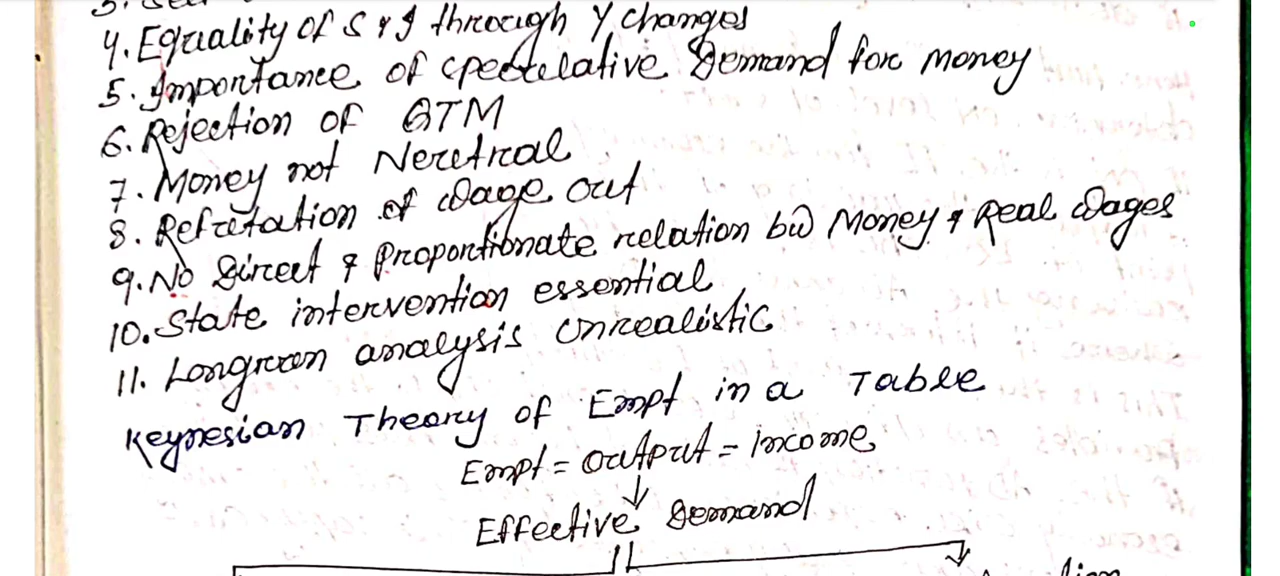 4. Equality of S & I through Y changes
5. Importance of speculative Demand for Money
6. Rejection of QTM
7. Money not Neutral
8. Refutation of wage cut
9. No Direct & Proportionate relation b/w Money & Real Wages
10. State intervention essential
11. Longrun analysis Unrealistic
Keynesian Theory of Empt in a Table
Empt = output = income
Effective Demand